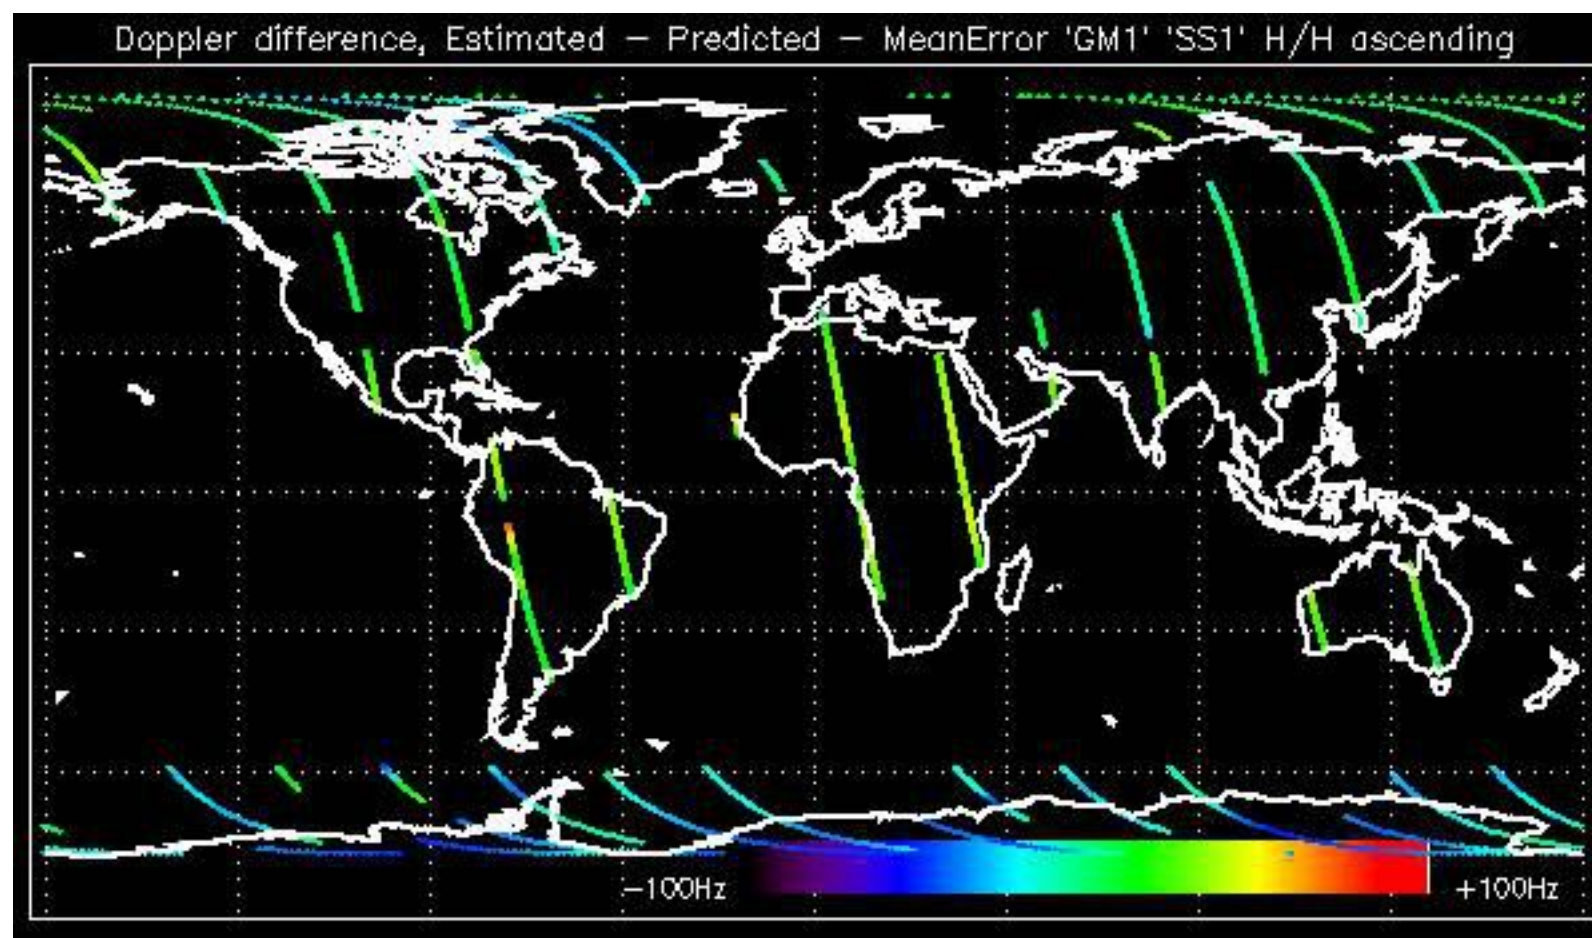 Doppler difference, Estimated – Predicted – MeanError 'GM1' 'SS1' H/H ascending
−100Hz +100Hz